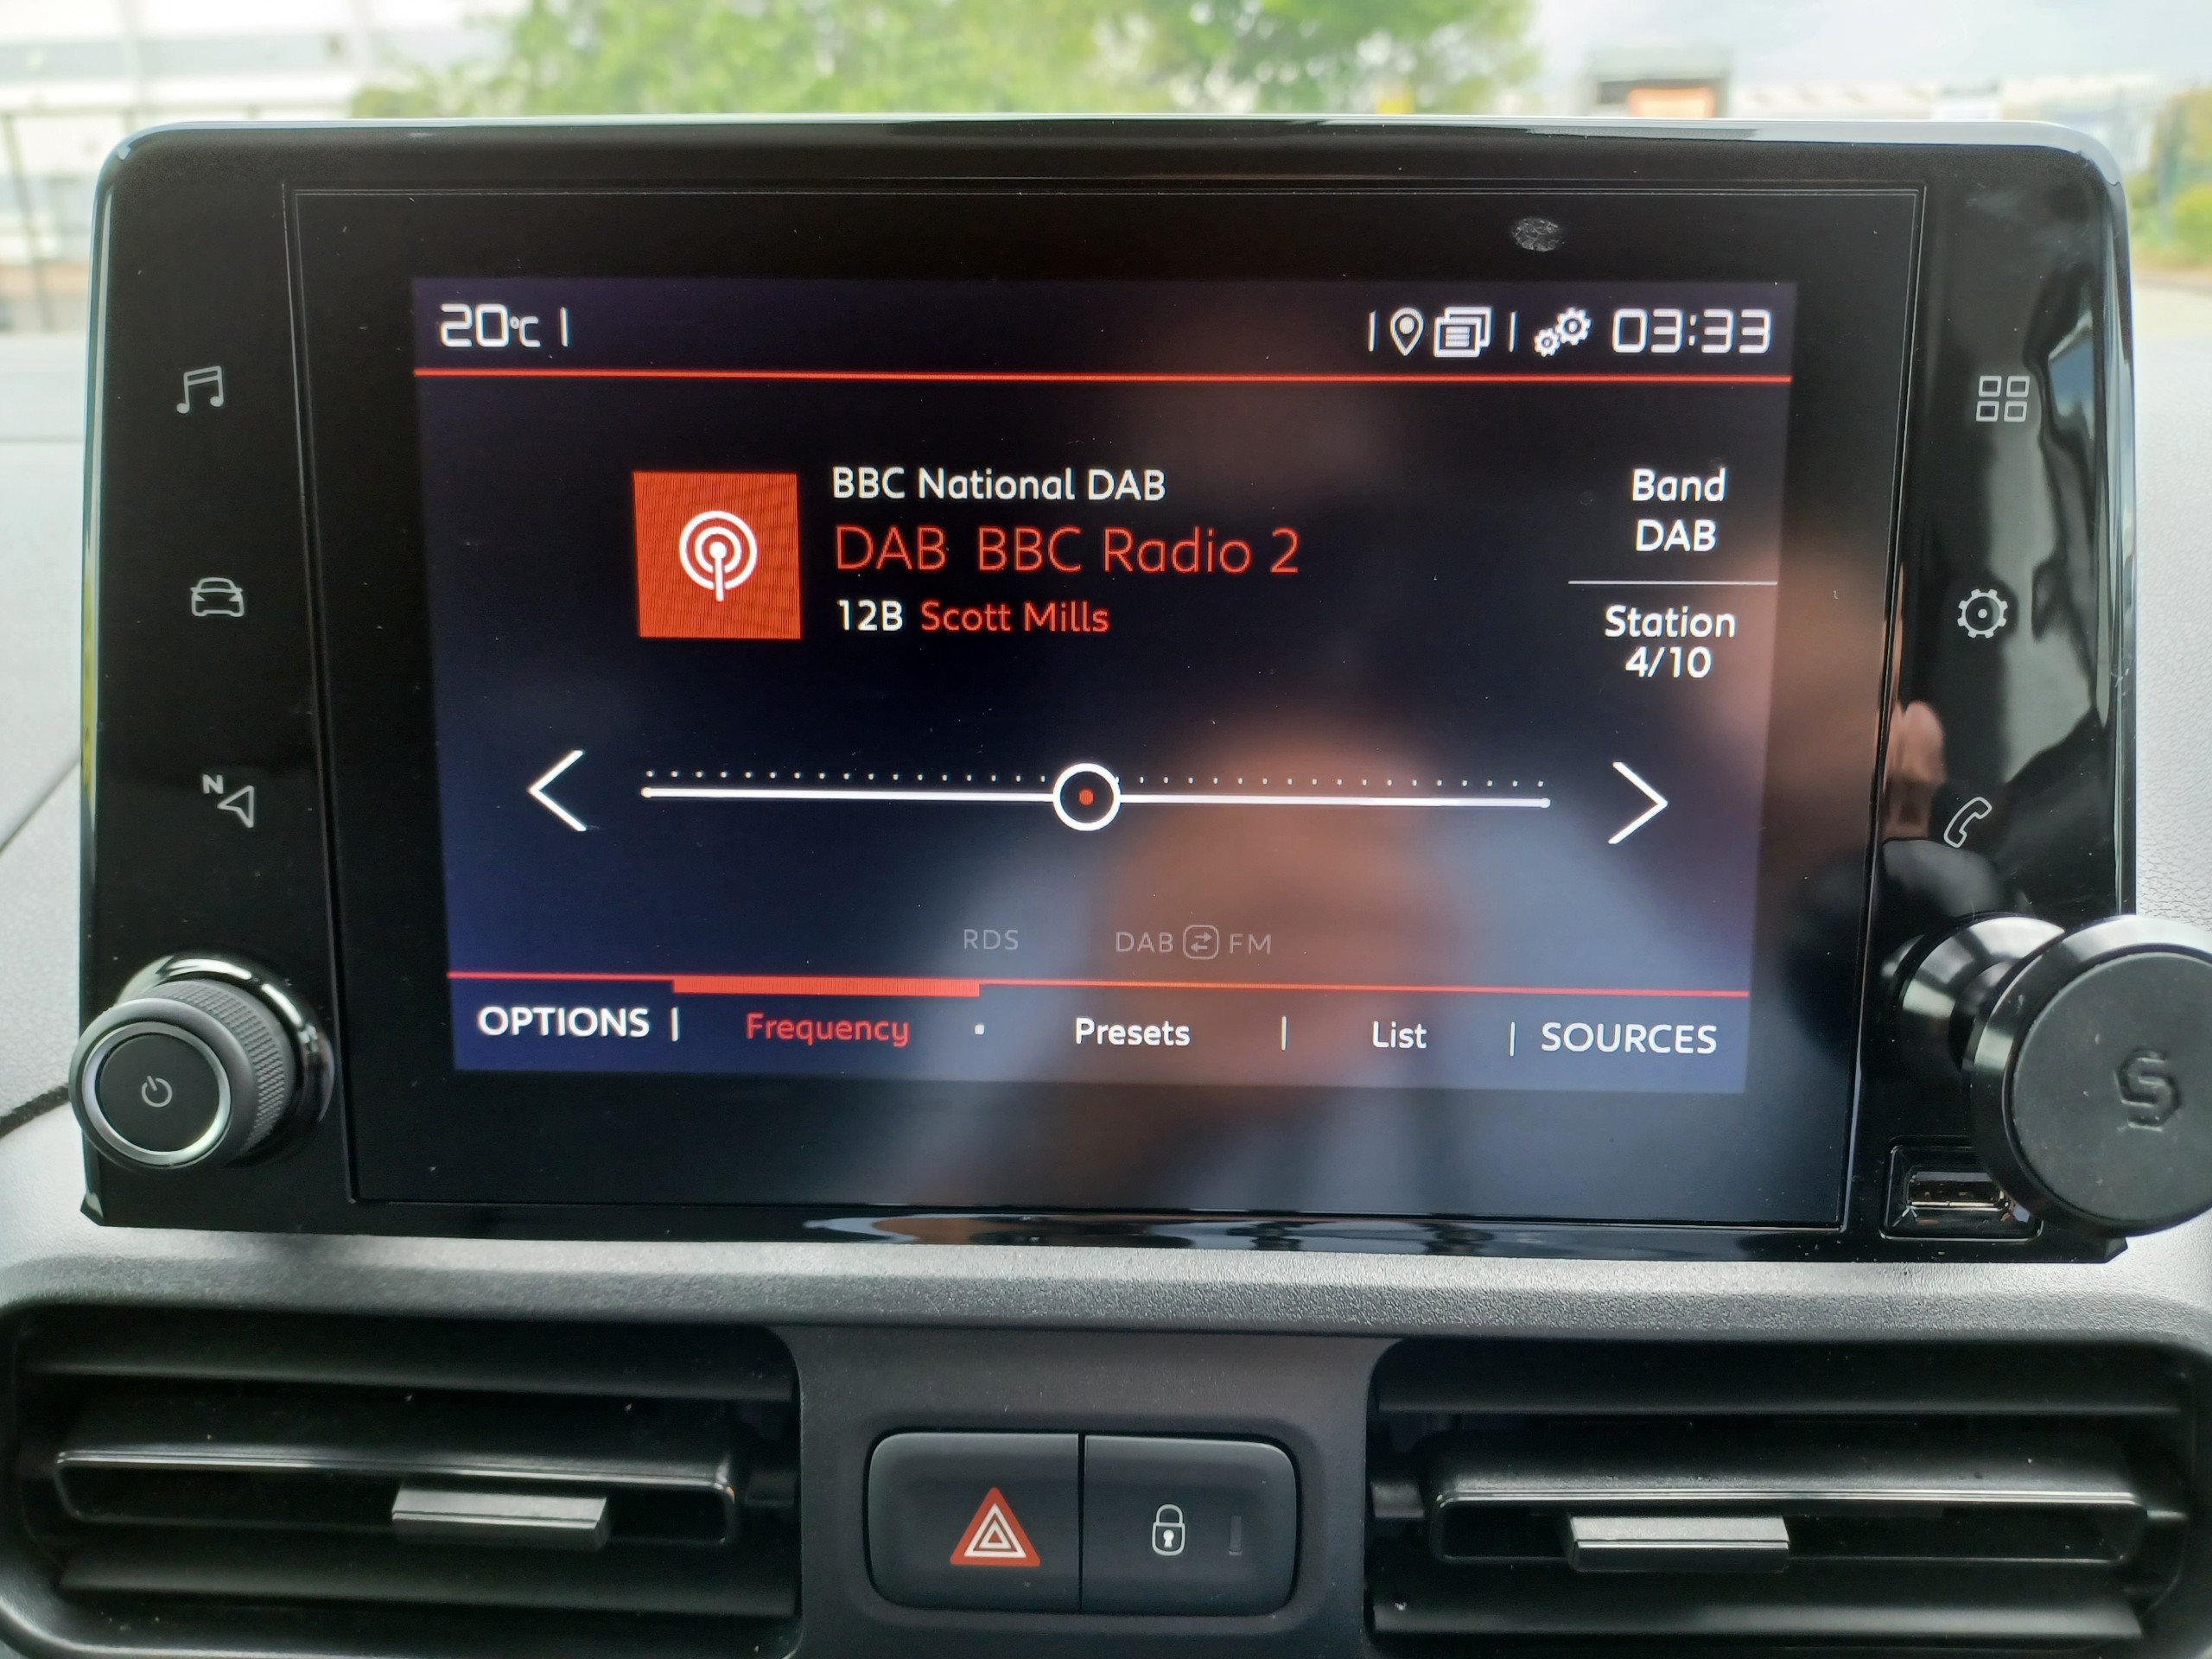 20°C
03:33
BBC National DAB
DAB BBC Radio 2
12B Scott Mills
Band
DAB
Station
4/10
N
RDS
DAB FM
OPTIONS Frequency Presets List SOURCES
S